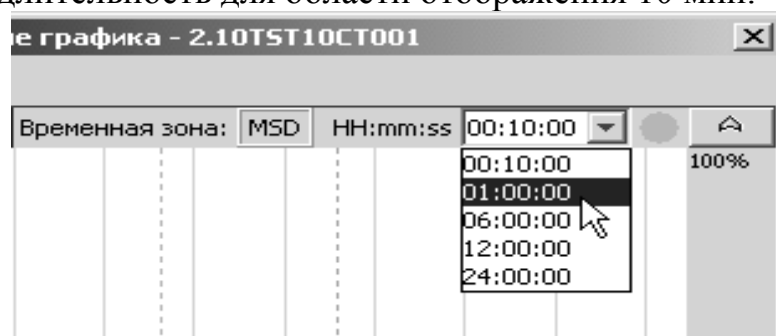 длительность для области отображения 10 мин.
е графика - 2.10TST10CT001
Временная зона: MSD HH:mm:ss 00:10:00
00:10:00 100%
01:00:00
06:00:00
12:00:00
24:00:00